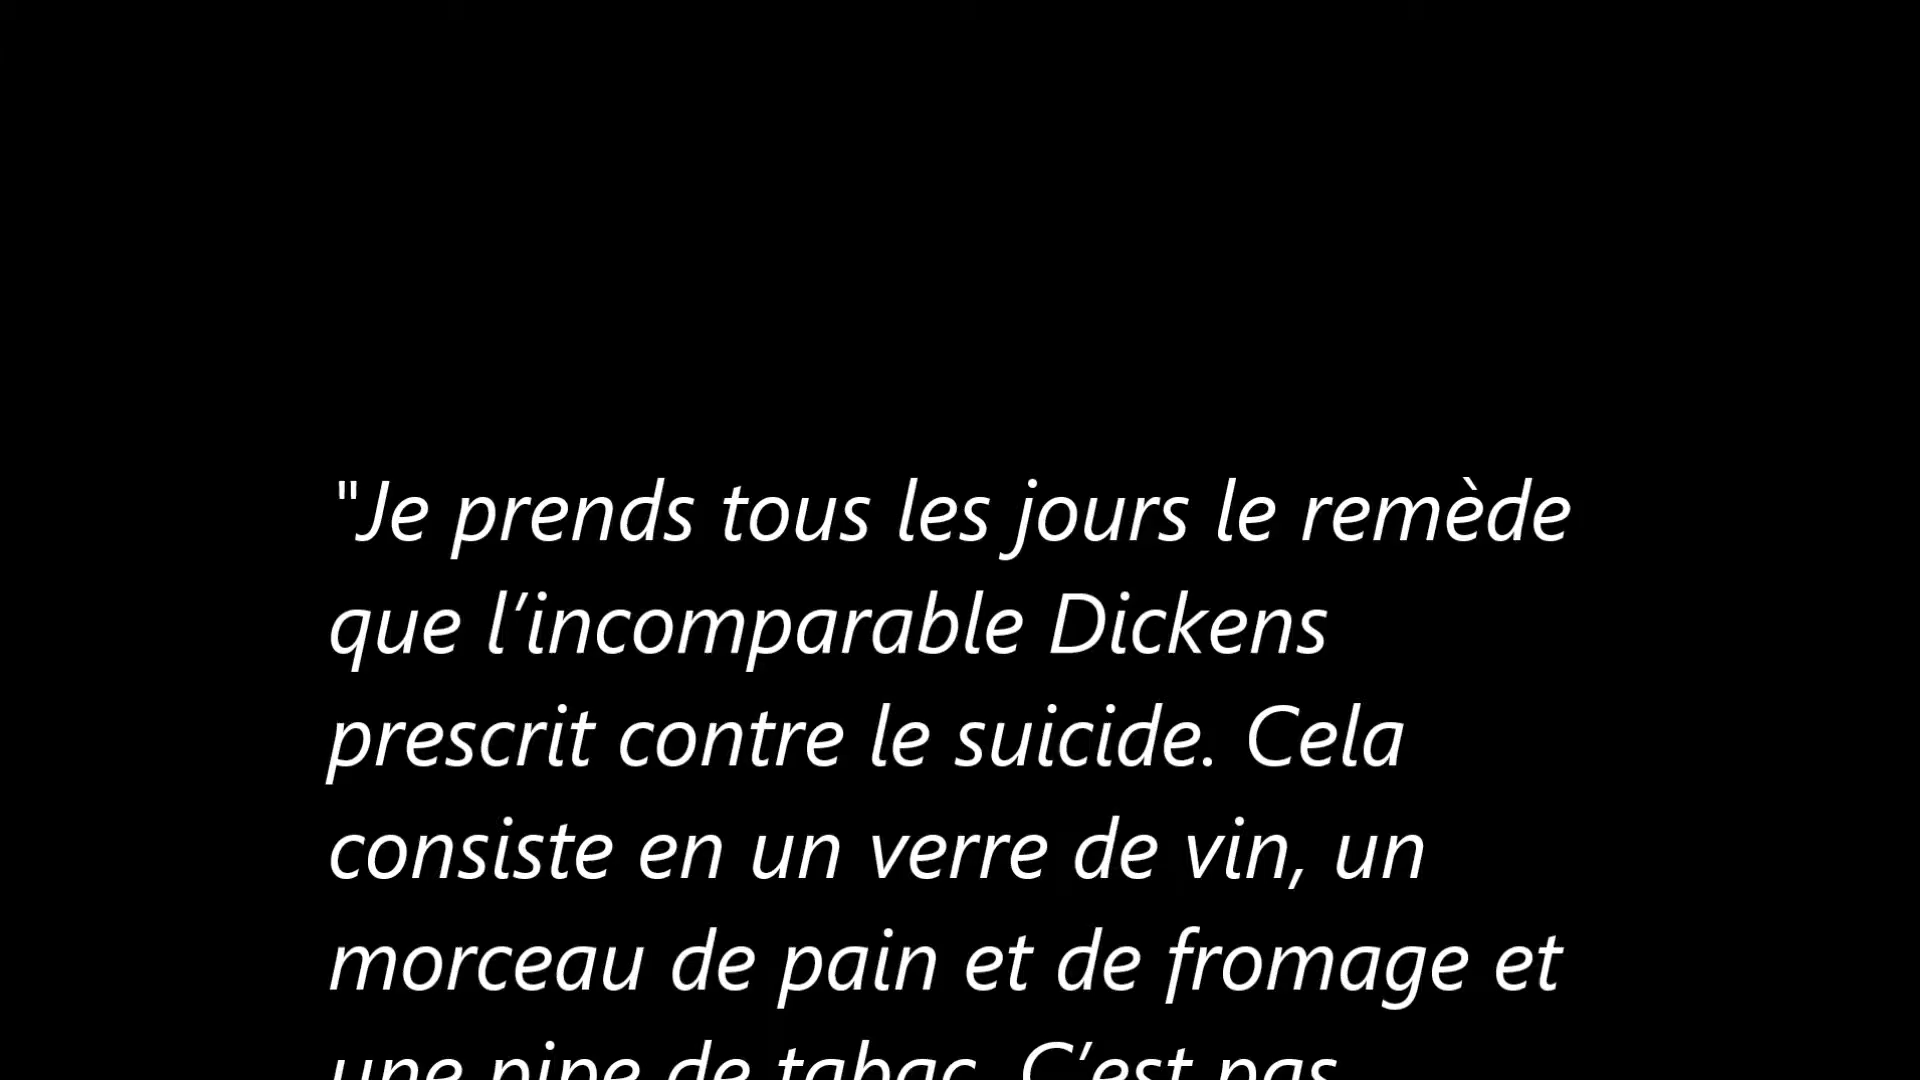 "Je prends tous les jours le remède
que l’incomparable Dickens
prescrit contre le suicide. Cela
consiste en un verre de vin, un
morceau de pain et de fromage et
une pipe de tabac. C’est pas